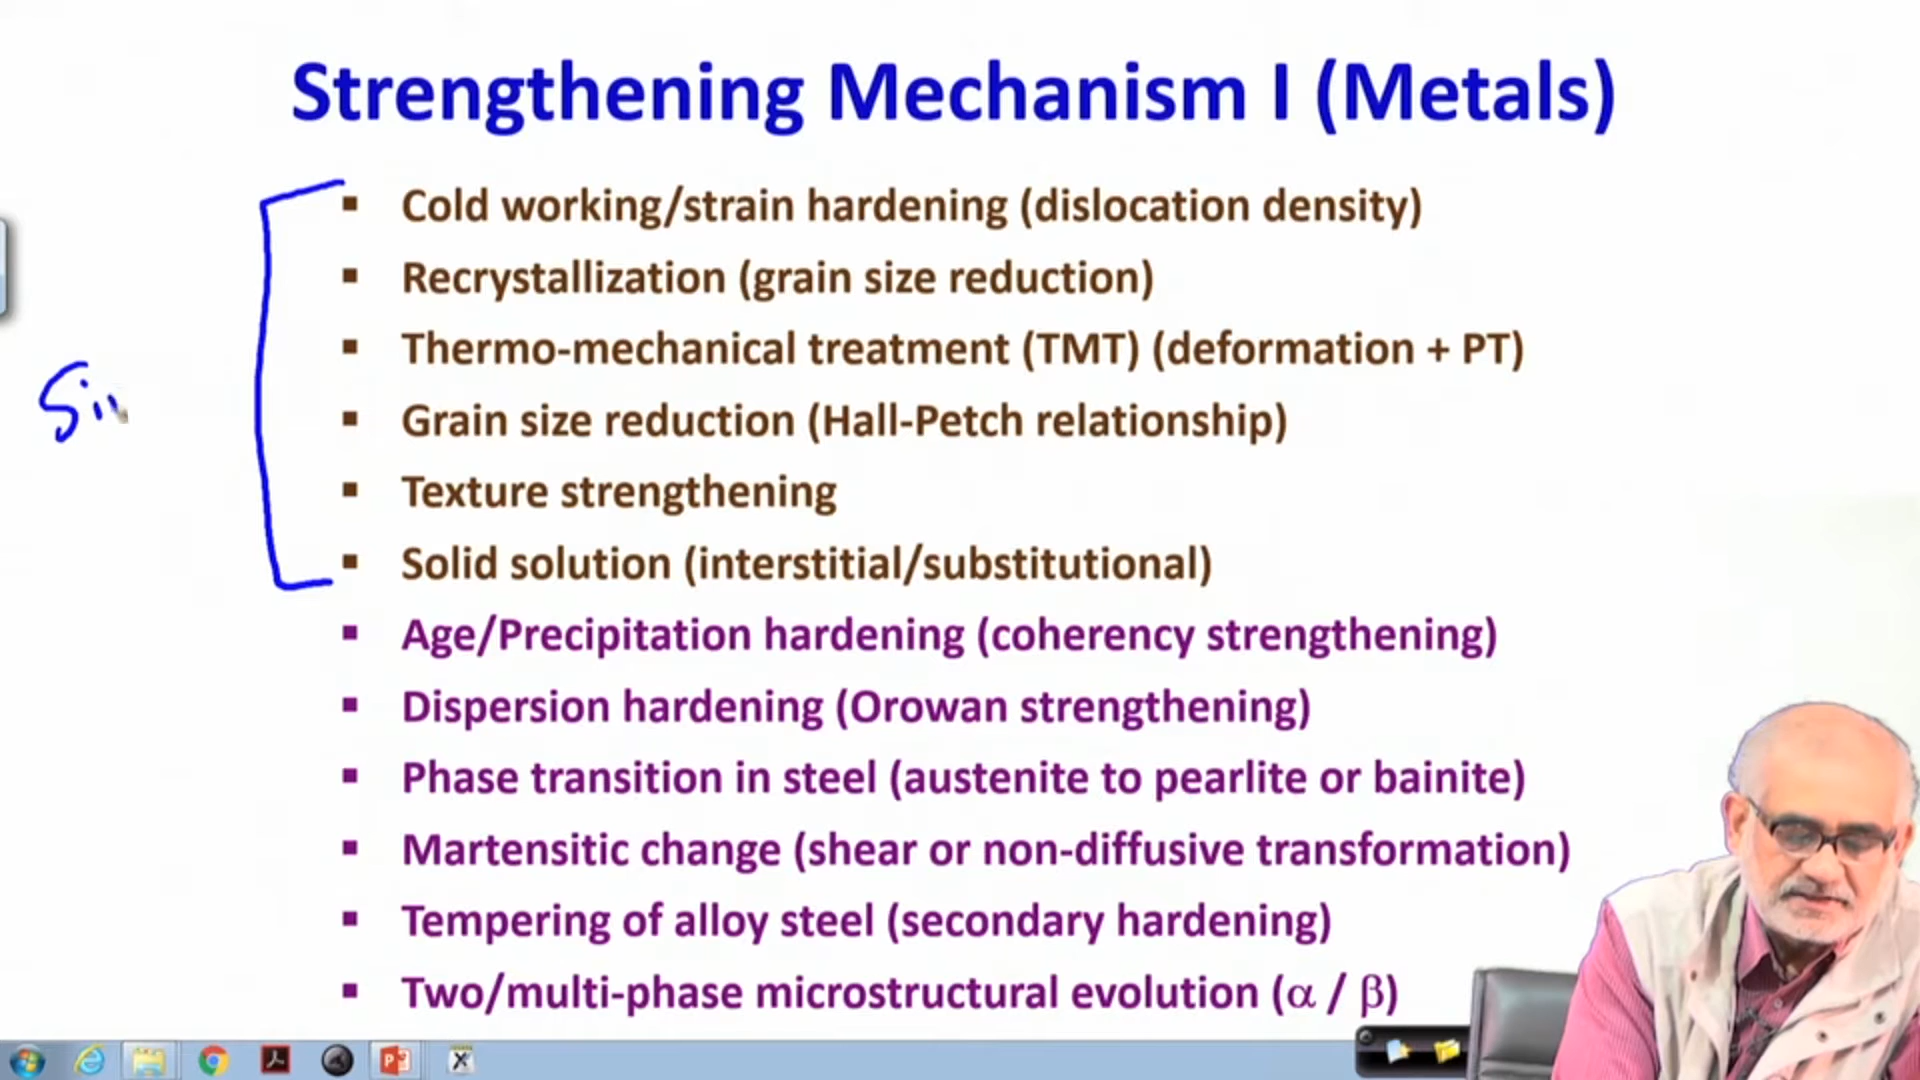 Strengthening Mechanism I (Metals)
▪ Cold working/strain hardening (dislocation density)
▪ Recrystallization (grain size reduction)
▪ Thermo-mechanical treatment (TMT) (deformation + PT)
▪ Grain size reduction (Hall-Petch relationship)
Sin
▪ Texture strengthening
▪ Solid solution (interstitial/substitutional)
▪ Age/Precipitation hardening (coherency strengthening)
▪ Dispersion hardening (Orowan strengthening)
▪ Phase transition in steel (austenite to pearlite or bainite)
▪ Martensitic change (shear or non-diffusive transformation)
▪ Tempering of alloy steel (secondary hardening)
▪ Two/multi-phase microstructural evolution (α / β)